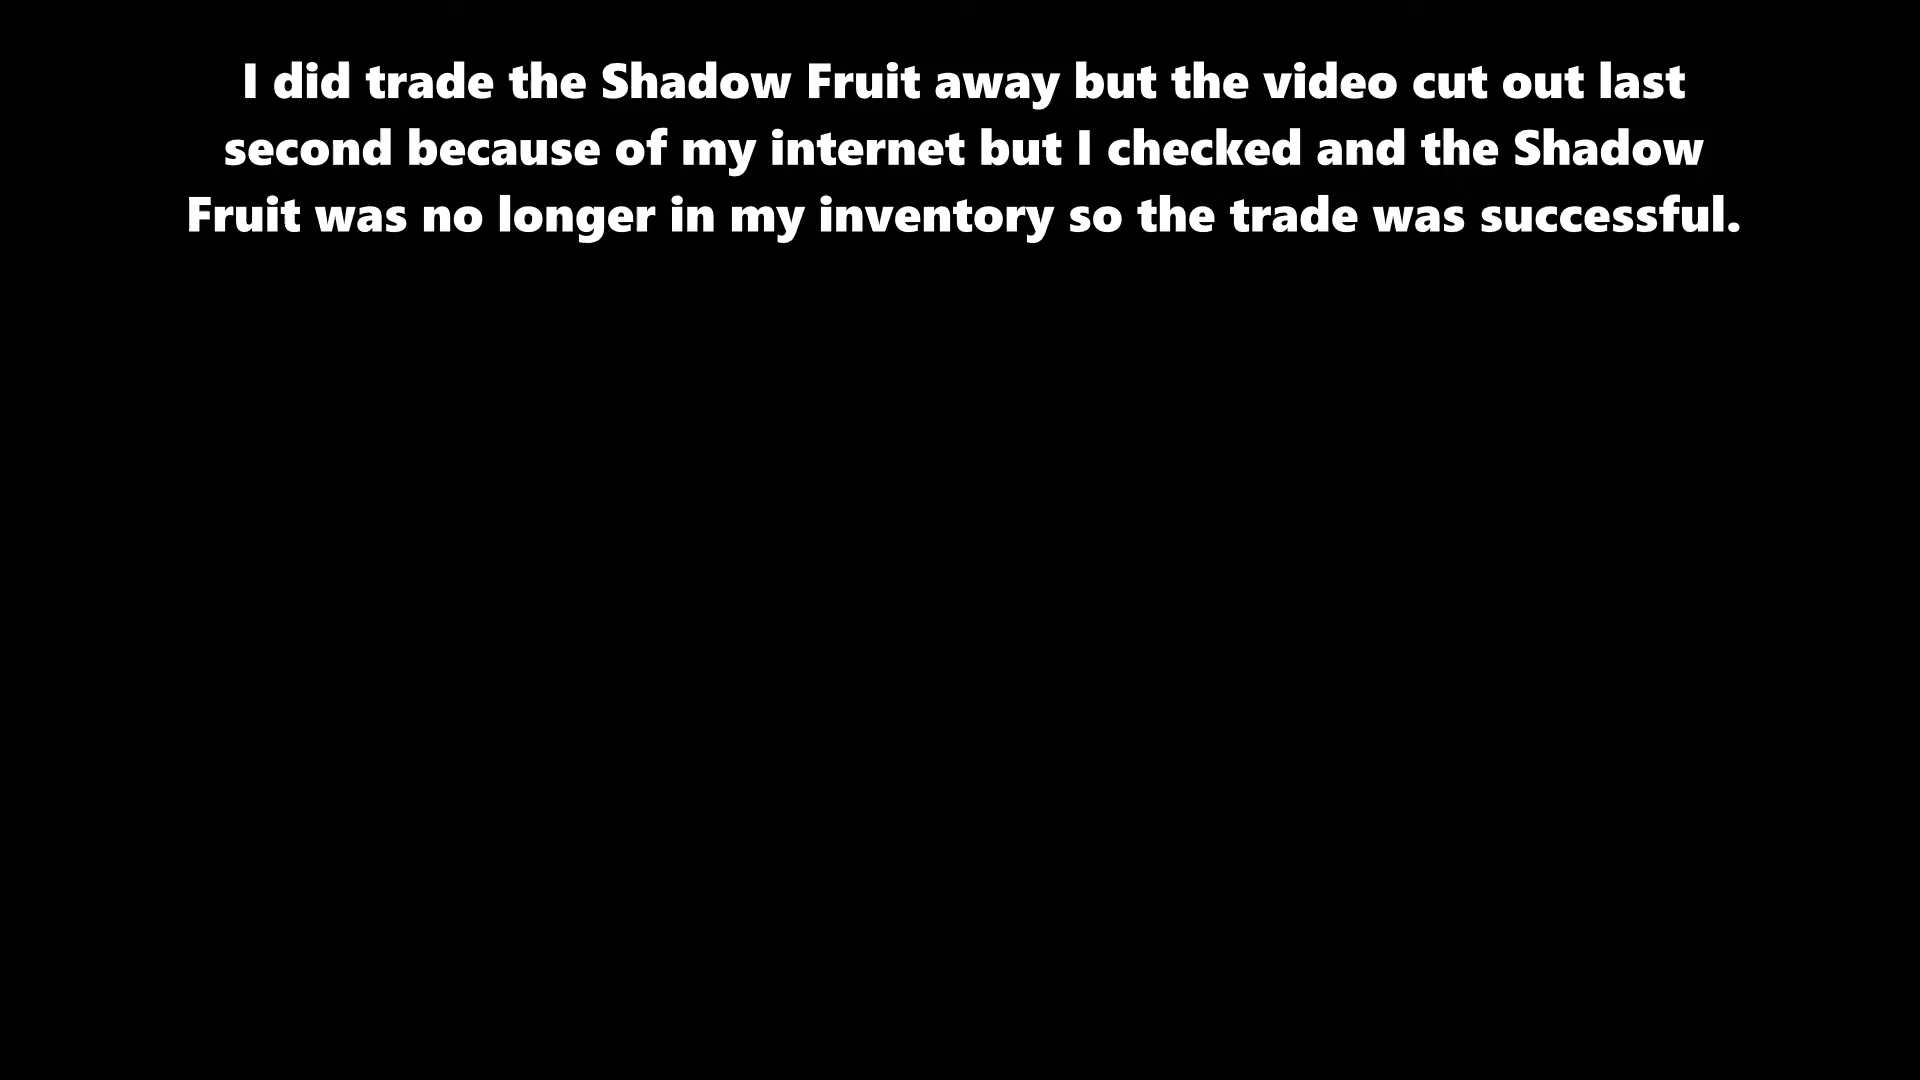 I did trade the Shadow Fruit away but the video cut out last
second because of my internet but I checked and the Shadow
Fruit was no longer in my inventory so the trade was successful.